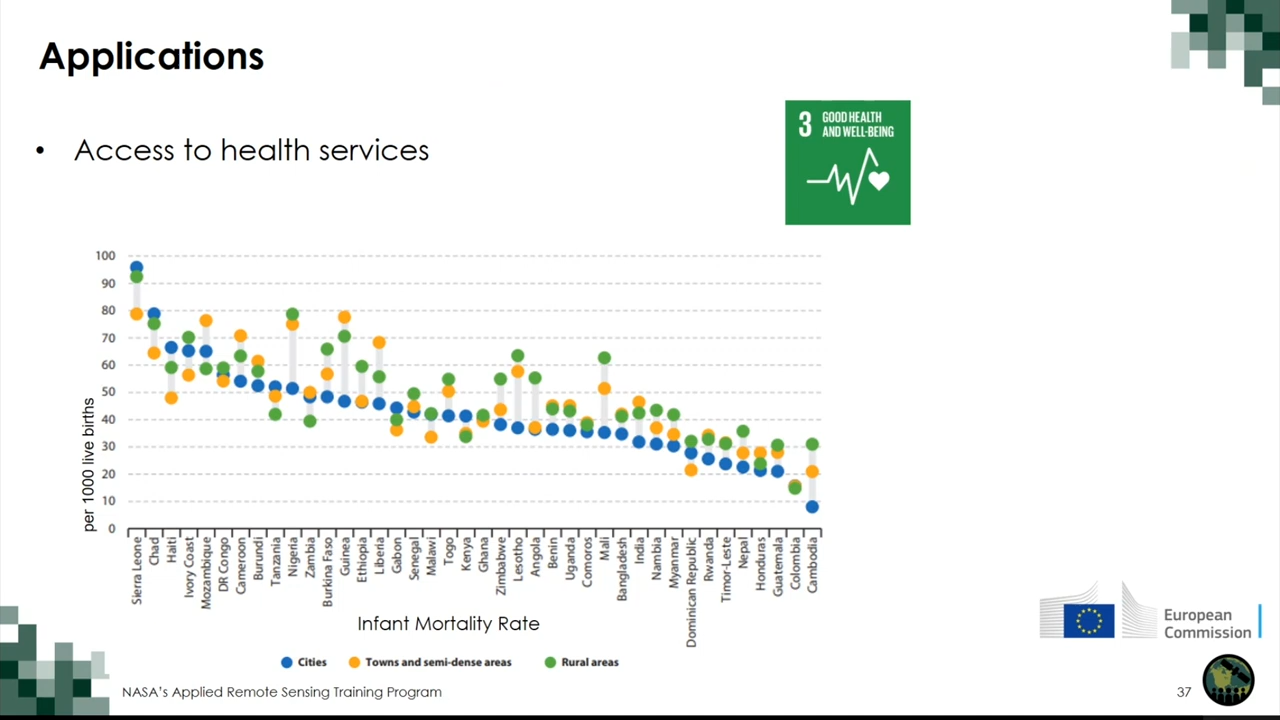 Applications
• Access to health services
3 GOOD HEALTH
AND WELL-BEING
per 1000 live births
100
90
80
70
60
50
40
30
20
10
0
Sierra Leone
Chad
Haiti
Ivory Coast
Mozambique
DR Congo
Cameroon
Burundi
Tanzania
Nigeria
Zambia
Burkina Faso
Guinea
Ethiopia
Liberia
Gabon
Senegal
Malawi
Togo
Kenya
Ghana
Zimbabwe
Lesotho
Angola
Benin
Uganda
Comoros
Mali
Bangladesh
India
Nambia
Myanmar
Dominican Republic
Rwanda
Timor-Leste
Nepal
Honduras
Guatemala
Colombia
Cambodia
Infant Mortality Rate
Cities
Towns and semi-dense areas
Rural areas
European
Commission
NASA's Applied Remote Sensing Training Program
37